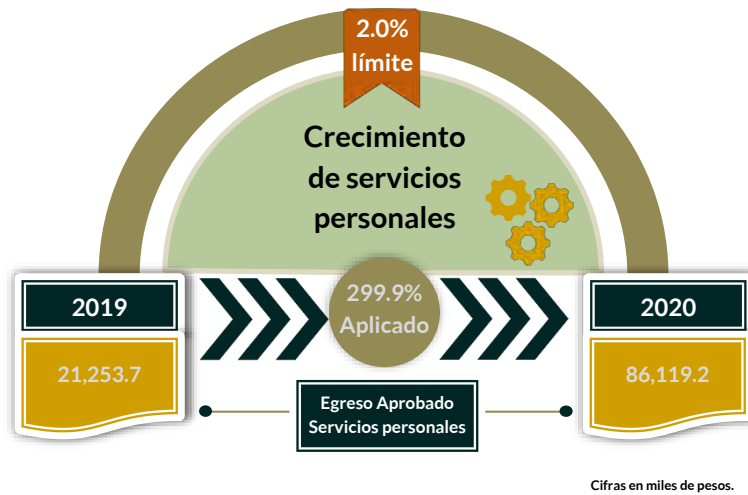 2.0%
límite
Crecimiento
de servicios
personales
2019
299.9%
Aplicado
2020
21,253.7
86,119.2
Egreso Aprobado
Servicios personales
Cifras en miles de pesos.